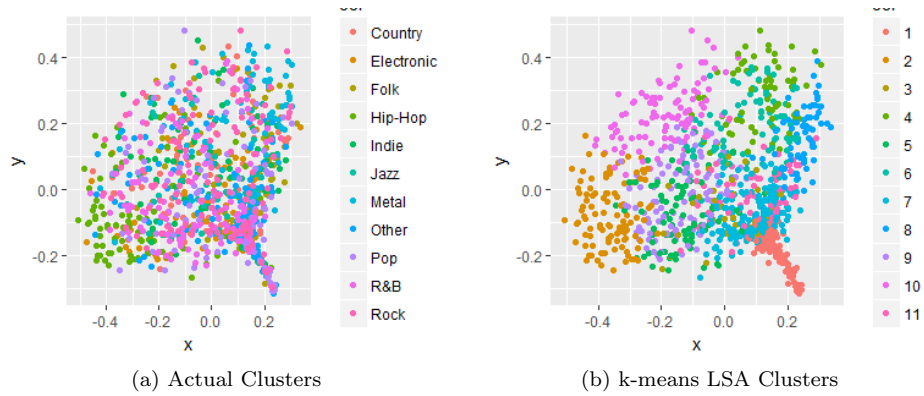 0.4
0.2
0.0
-0.2
y
-0.4
-0.2
0.0
0.2
x
Country
Electronic
Folk
Hip-Hop
Indie
Jazz
Metal
Other
Pop
R&B
Rock
(a) Actual Clusters
0.4
0.2
0.0
-0.2
y
-0.4
-0.2
0.0
0.2
x
1
2
3
4
5
6
7
8
9
10
11
(b) k-means LSA Clusters